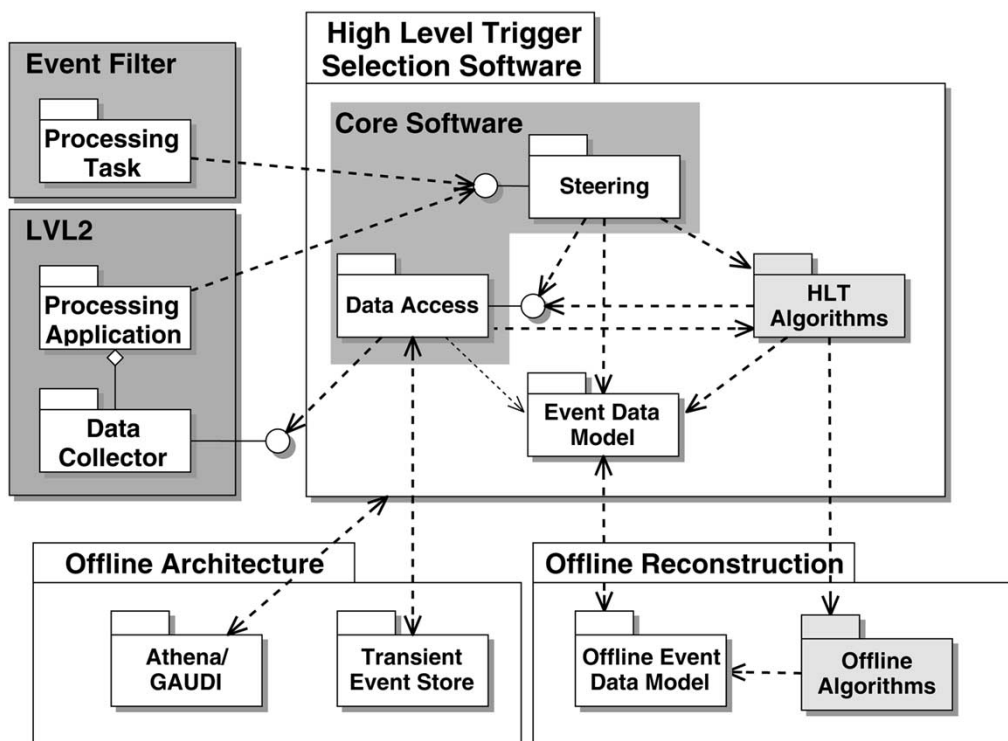 High Level Trigger
Selection Software
Event Filter
Processing
Task
Core Software
Steering
LVL2
Processing
Application
Data Access
HLT
Algorithms
Data
Collector
Event Data
Model
Offline Architecture
Athena/
GAUDI
Transient
Event Store
Offline Reconstruction
Offline Event
Data Model
Offline
Algorithms